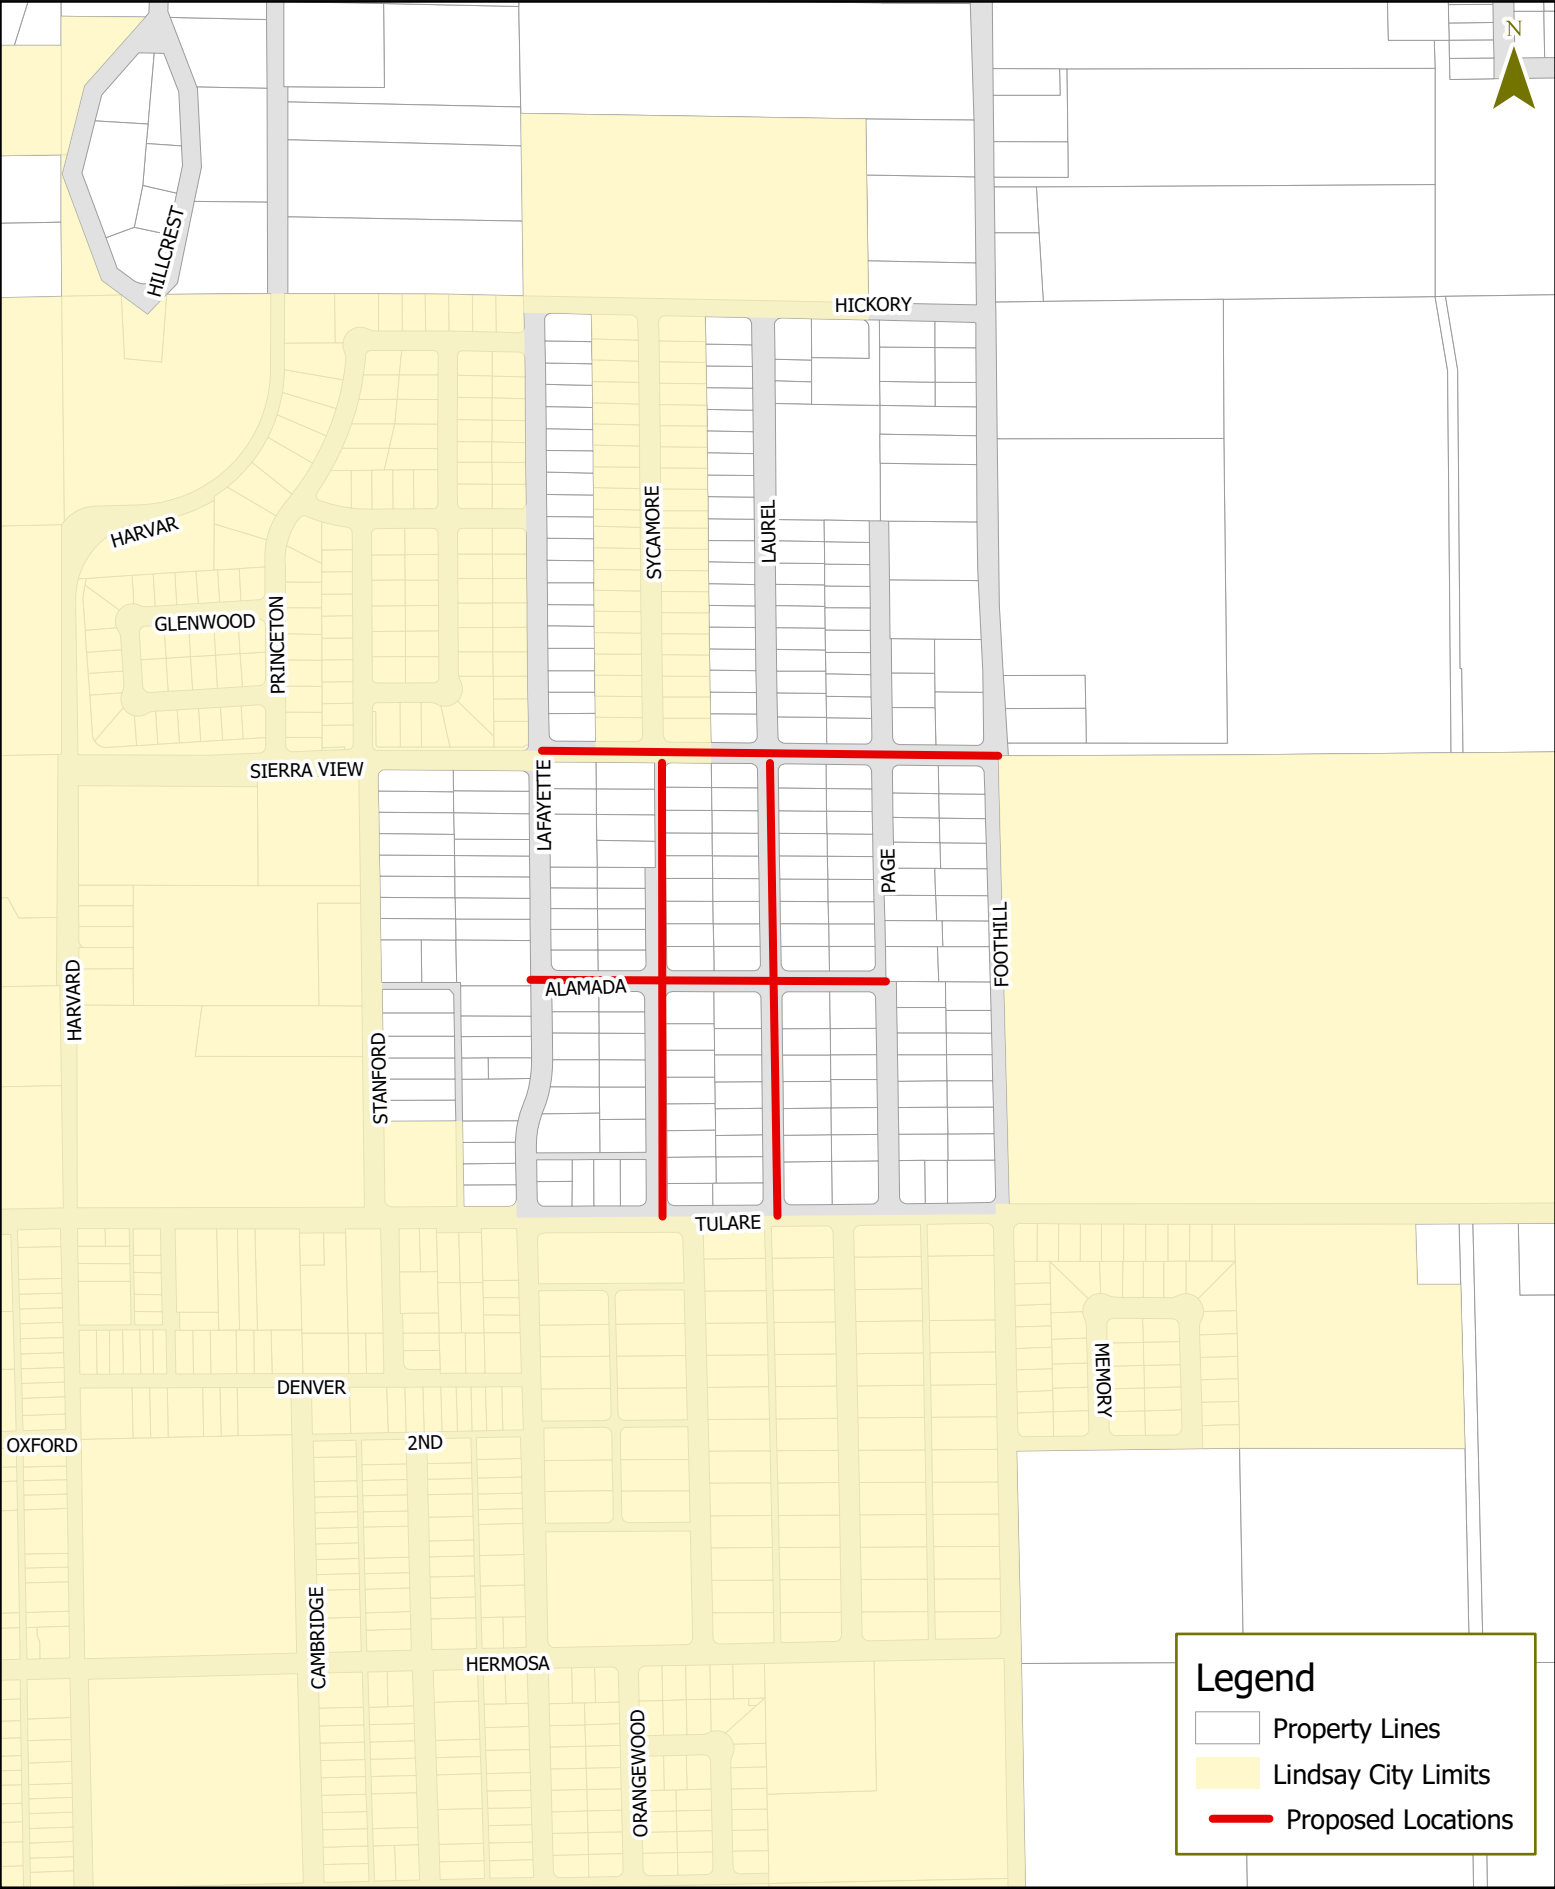 N
HILLCREST
HICKORY
SYCAMORE
LAUREL
HARVAR
GLENWOOD
PRINCETON
SIERRA VIEW
LAFAYETTE
PAGE
FOOTHILL
HARVARD
ALAMADA
STANFORD
TULARE
MEMORY
DENVER
OXFORD
2ND
CAMBRIDGE
HERMOSA
ORANGEWOOD
Legend
Property Lines
Lindsay City Limits
Proposed Locations